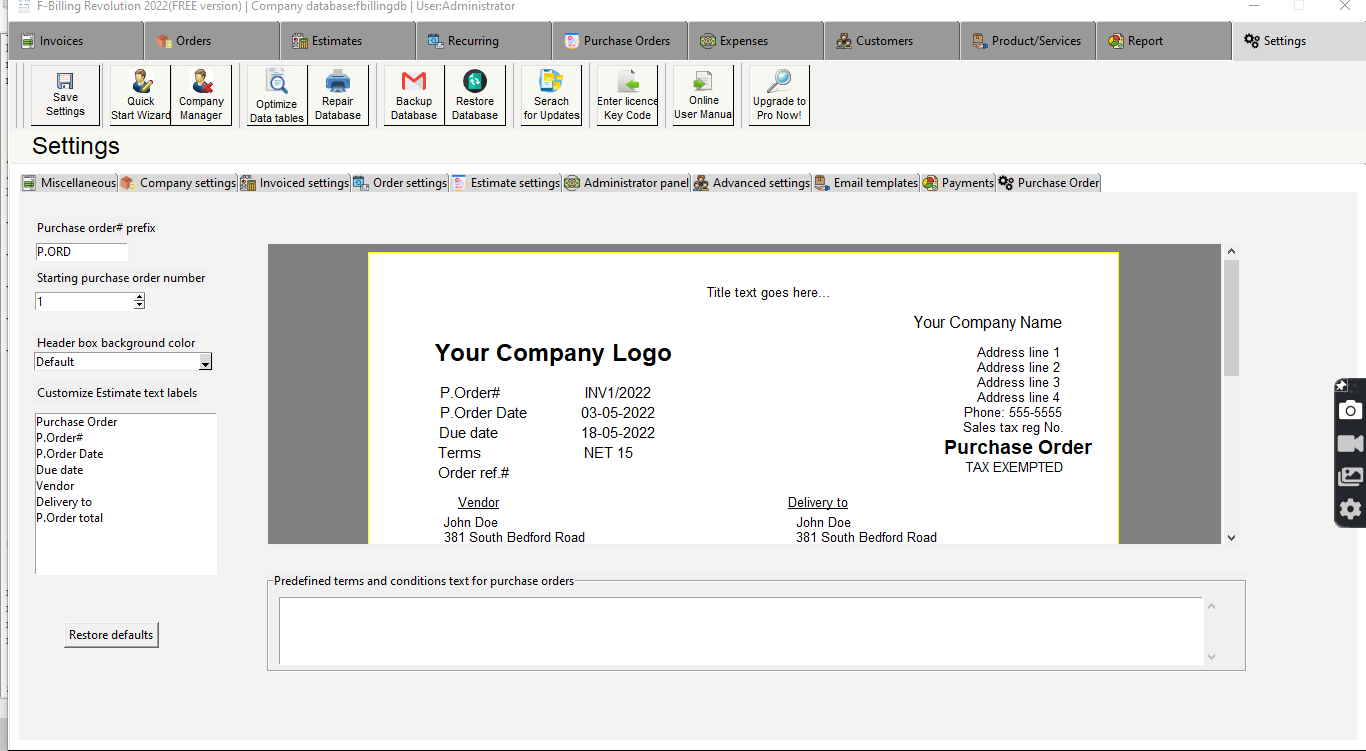 F-Billing Revolution 2022(FREE version) | Company database:fbillingdb | User:Administrator
Invoices Orders Estimates Recurring Purchase Orders Expenses Customers Product/Services Report Settings
Save Settings
Quick Start Wizard
Company Manager
Optimize Data tables
Repair Database
Backup Database
Restore Database
Serach for Updates
Enter licence Key Code
Online User Manua
Upgrade to Pro Now!
Settings
Miscellaneous Company settings Invoiced settings Order settings Estimate settings Administrator panel Advanced settings Email templates Payments Purchase Order
Purchase order# prefix
P.ORD
Starting purchase order number
1
Header box background color
Default
Customize Estimate text labels
Purchase Order
P.Order#
P.Order Date
Due date
Vendor
Delivery to
P.Order total
Restore defaults
Title text goes here...
Your Company Name
Your Company Logo
Address line 1
Address line 2
Address line 3
Address line 4
Phone: 555-5555
Sales tax reg No.
Purchase Order
TAX EXEMPTED
P.Order# INV1/2022
P.Order Date 03-05-2022
Due date 18-05-2022
Terms NET 15
Order ref.#
Vendor
John Doe
381 South Bedford Road
Delivery to
John Doe
381 South Bedford Road
Predefined terms and conditions text for purchase orders